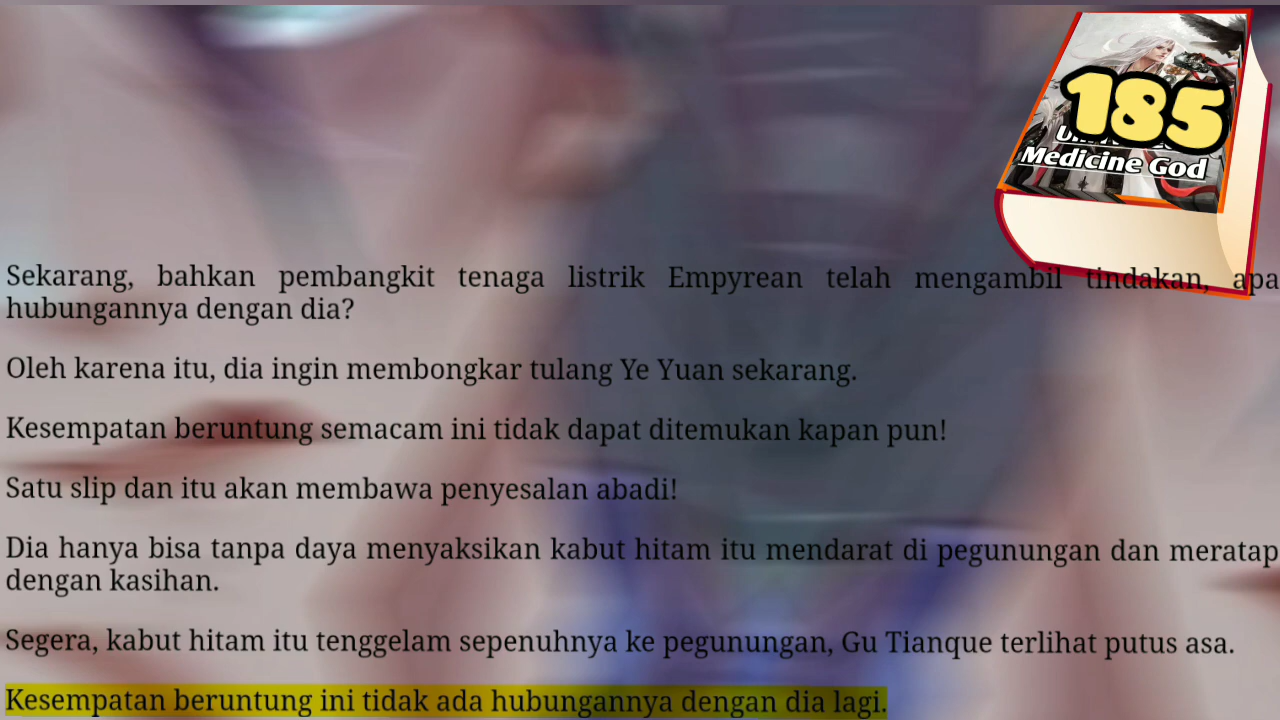 185
Medicine God
Sekarang, bahkan pembangkit tenaga listrik Empyrean telah mengambil tindakan, apa
hubungannya dengan dia?
Oleh karena itu, dia ingin membongkar tulang Ye Yuan sekarang.
Kesempatan beruntung semacam ini tidak dapat ditemukan kapan pun!
Satu slip dan itu akan membawa penyesalan abadi!
Dia hanya bisa tanpa daya menyaksikan kabut hitam itu mendarat di pegunungan dan meratap
dengan kasihan.
Segera, kabut hitam itu tenggelam sepenuhnya ke pegunungan, Gu Tianque terlihat putus asa.
Kesempatan beruntung ini tidak ada hubungannya dengan dia lagi.